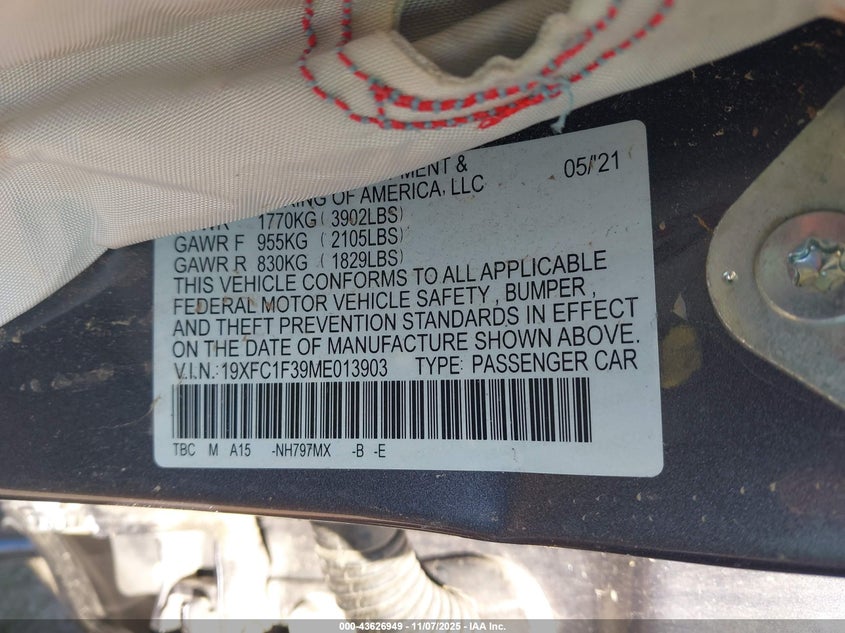 MENT & 05/'21
RING OF AMERICA, LLC
1770KG ( 3902LBS)
GAWR F 955KG ( 2105LBS)
GAWR R 830KG ( 1829LBS)
THIS VEHICLE CONFORMS TO ALL APPLICABLE
FEDERAL MOTOR VEHICLE SAFETY , BUMPER ,
AND THEFT PREVENTION STANDARDS IN EFFECT
ON THE DATE OF MANUFACTURE SHOWN ABOVE.
V.I.N.: 19XFC1F39ME013903 TYPE: PASSENGER CAR
TBC M A15 -NH797MX -B -E
000-43626949 - 11/07/2025 - IAA Inc.